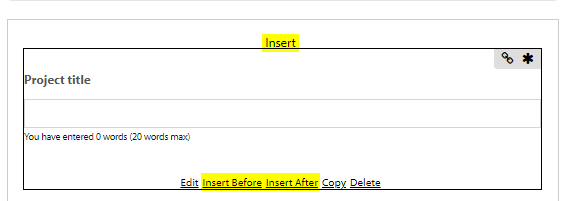 Insert
Project title
You have entered 0 words (20 words max)
Edit Insert Before Insert After Copy Delete